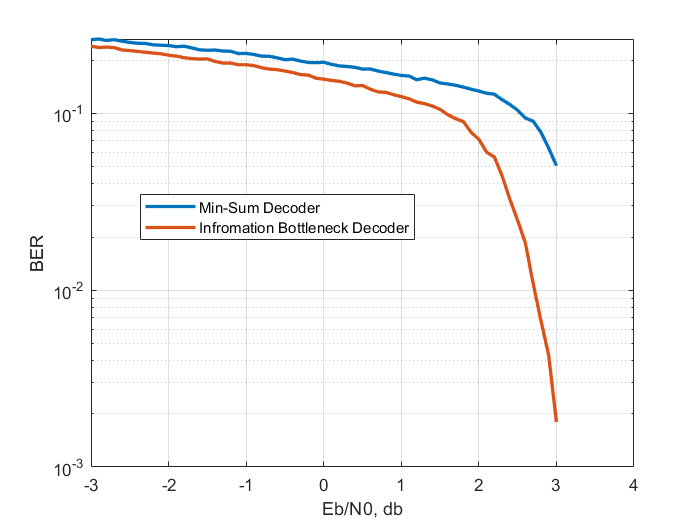 10^-1
10^-2
10^-3
BER
Min-Sum Decoder
Infromation Bottleneck Decoder
-3 -2 -1 0 1 2 3 4
Eb/N0, db